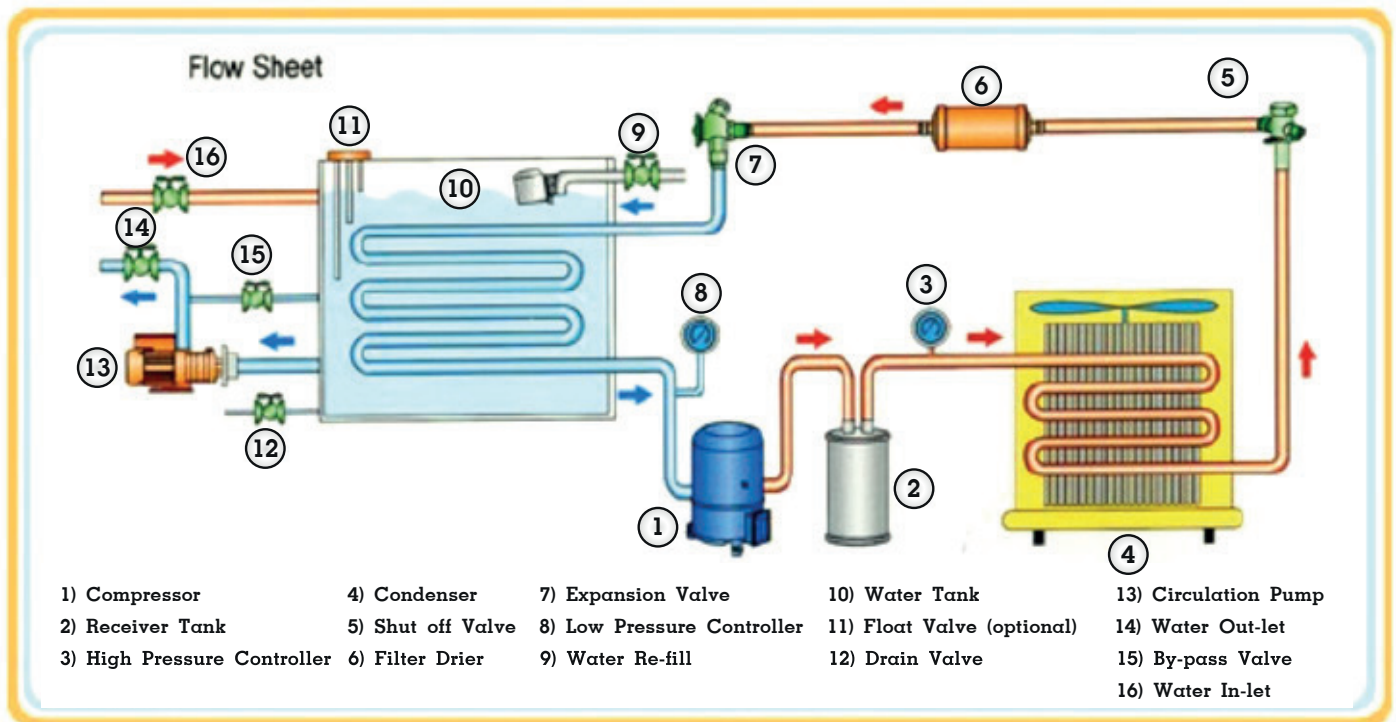 Flow Sheet
5
6
11
9
16
7
10
14
15
8
3
13
12
2
1
4
1) Compressor
2) Receiver Tank
3) High Pressure Controller
4) Condenser
5) Shut off Valve
6) Filter Drier
7) Expansion Valve
8) Low Pressure Controller
9) Water Re-fill
10) Water Tank
11) Float Valve (optional)
12) Drain Valve
13) Circulation Pump
14) Water Out-let
15) By-pass Valve
16) Water In-let